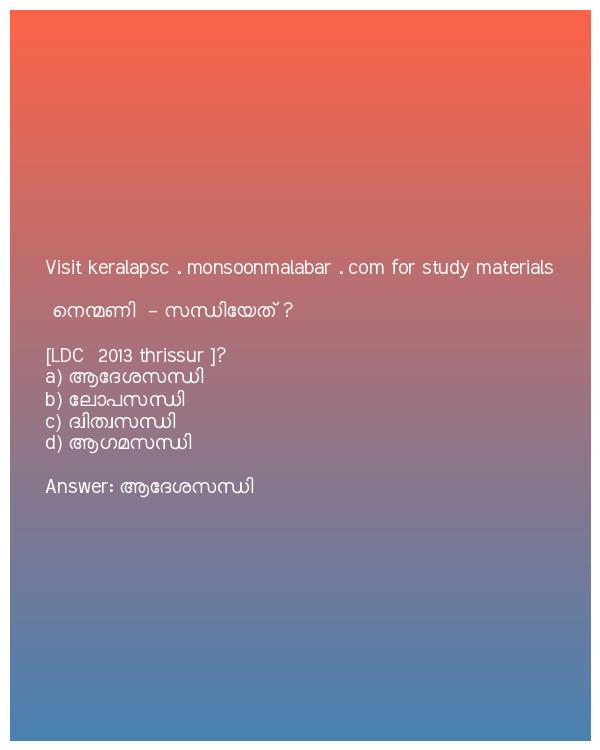 Visit keralapsc . monsoonmalabar . com for study materials
നെന്മണി – സന്ധിയേത് ?
[LDC 2013 thrissur ]?
a) ആദേശസന്ധി
b) ലോപസന്ധി
c) ദ്വിത്വസന്ധി
d) ആഗമസന്ധി
Answer: ആദേശസന്ധി